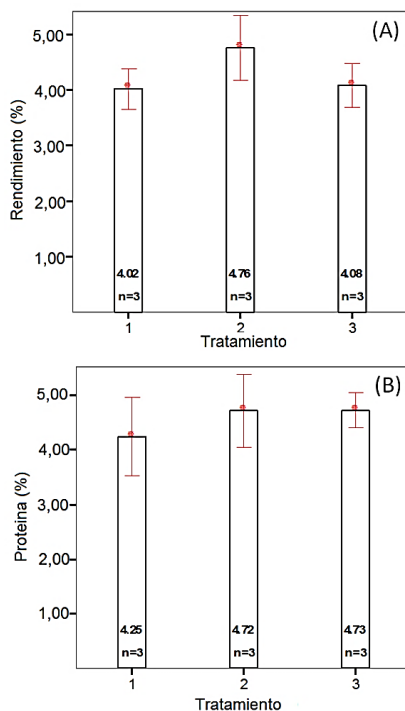 (A)
5,00
4,00
3,00
2,00
1,00
Rendimiento (%)
4.02 4.76 4.08
n=3 n=3 n=3
1 2 3
Tratamiento
(B)
5,00
4,00
3,00
2,00
1,00
Proteina (%)
4.25 4.72 4.73
n=3 n=3 n=3
1 2 3
Tratamiento